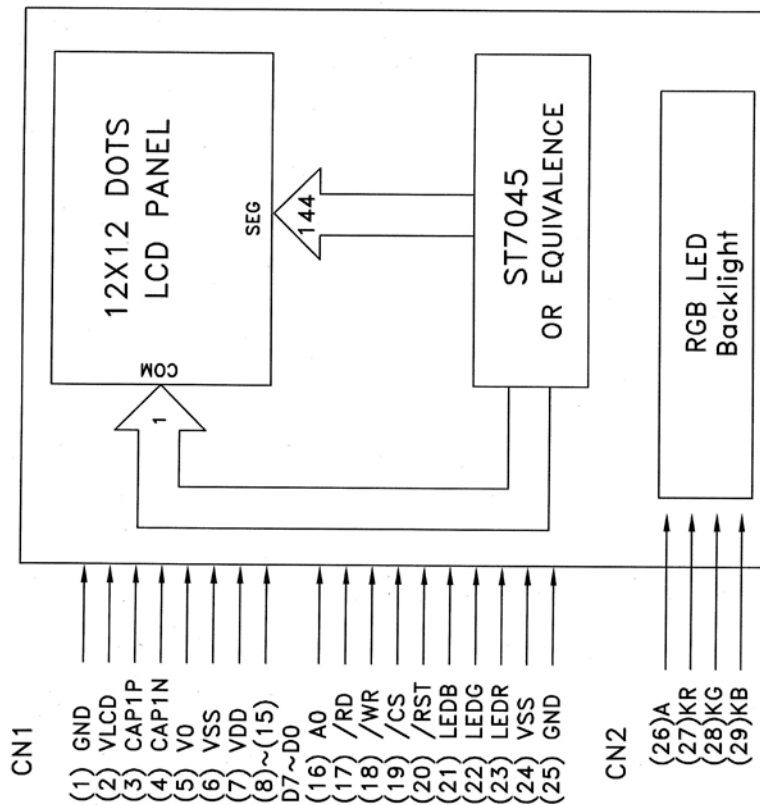 CN1
(1) GND
(2) VLCD
(3) CAP1P
(4) CAP1N
(5) V0
(6) VSS
(7) VDD
(8)~(15)
D7~D0
(16) A0
(17) /RD
(18) /WR
(19) /CS
(20) /RST
(21) LEDB
(22) LEDG
(23) LEDR
(24) VSS
(25) GND
CN2
(26)A
(27)KR
(28)KG
(29)KB
12X12 DOTS
LCD PANEL
COM
SEG
1
144
ST7045
OR EQUIVALENCE
RGB LED
Backlight